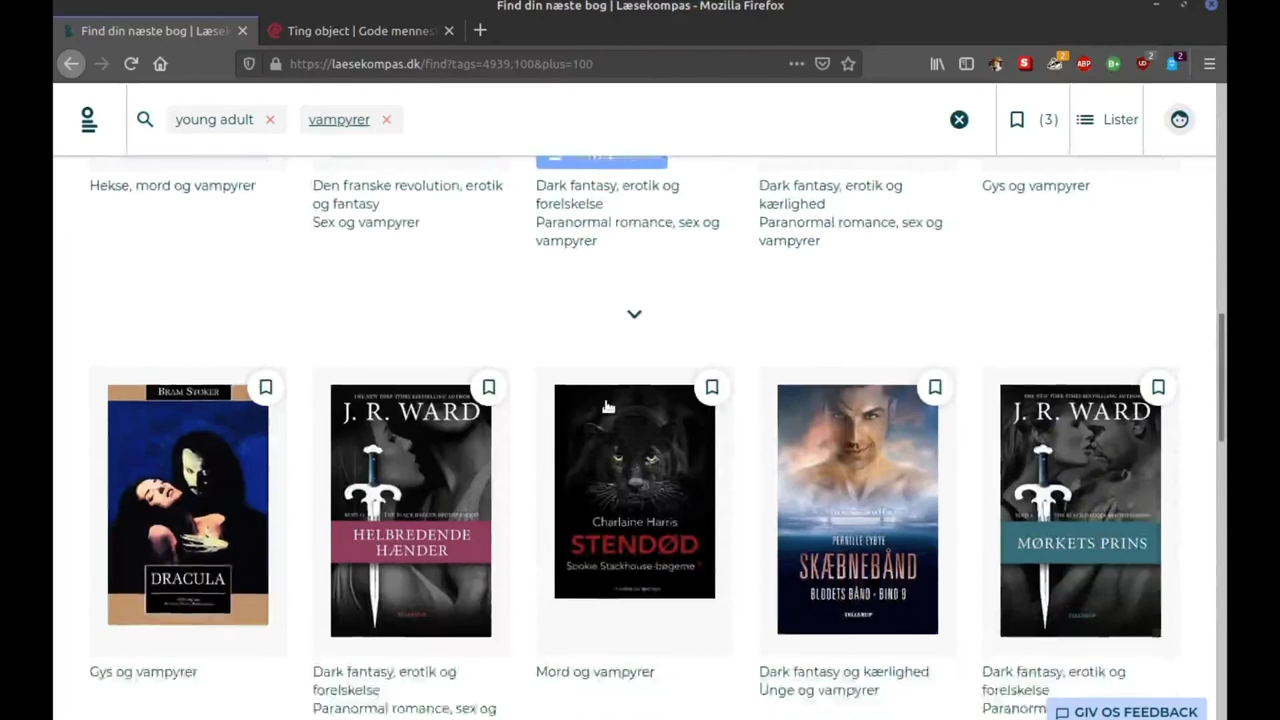 Find din næste bog | Læsekompas - Mozilla Firefox
Find din næste bog | Læsek
Ting object | Gode mennes
https://laesekompas.dk/find?tags=4939,100&plus=100
2
ABP
2
2
young adult
vampyrer
(3)
Lister
Hekse, mord og vampyrer
Den franske revolution, erotik
og fantasy
Sex og vampyrer
Dark fantasy, erotik og
forelskelse
Paranormal romance, sex og
vampyrer
Dark fantasy, erotik og
kærlighed
Paranormal romance, sex og
vampyrer
Gys og vampyrer
BRAM STOKER
DRACULA
J. R. WARD
HELBREDENDE
HÆNDER
Charlaine Harris
STENDØD
Sookie Stackhouse-bøgerne
PERNILLE EYBYE
SKÆBNEBÅND
BLODETS BÅND · BIND 9
J. R. WARD
MØRKETS PRINS
Gys og vampyrer
Dark fantasy, erotik og
forelskelse
Paranormal romance, sex og
Mord og vampyrer
Dark fantasy og kærlighed
Unge og vampyrer
Dark fantasy, erotik og
forelskelse
Paranorm
GIV OS FEEDBACK